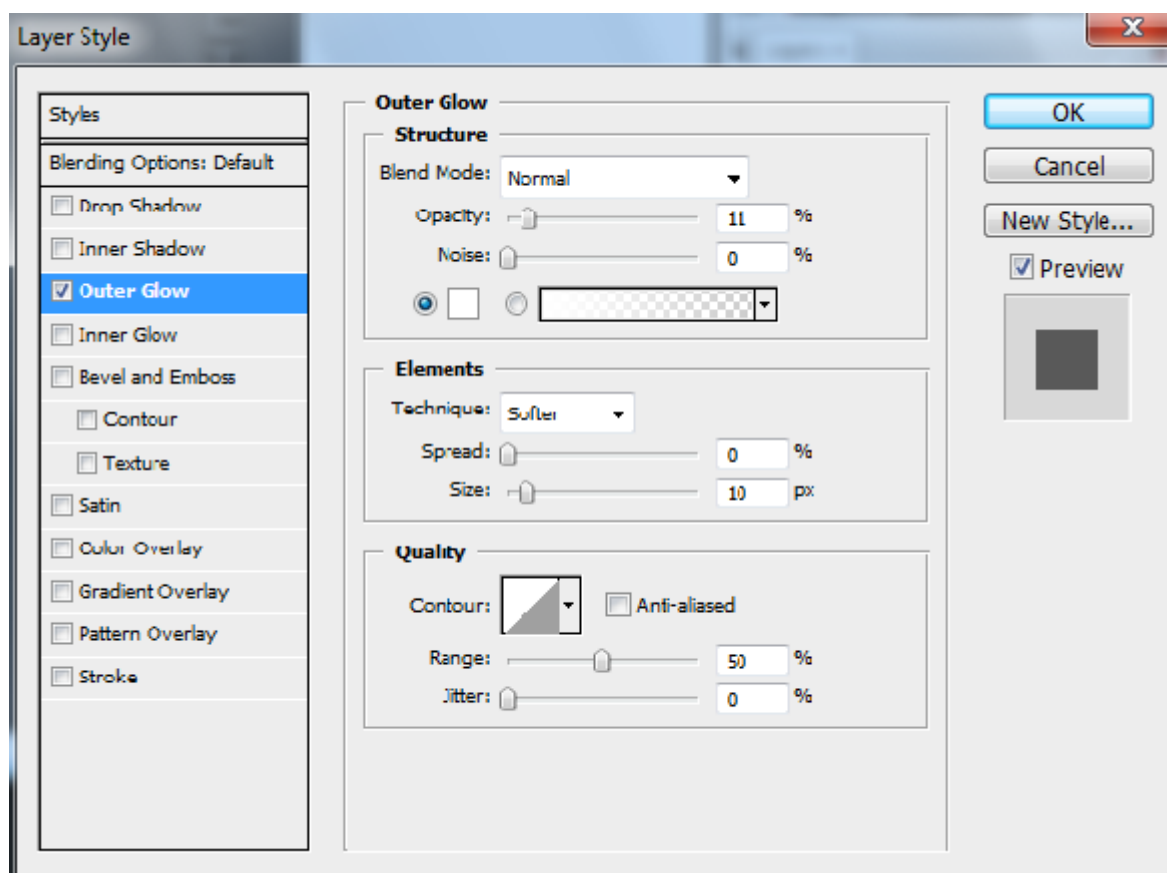 Layer Style
Styles
Blending Options: Default
Drop Shadow
Inner Shadow
Outer Glow
Inner Glow
Bevel and Emboss
Contour
Texture
Satin
Color Overlay
Gradient Overlay
Pattern Overlay
Stroke
Outer Glow
Structure
Blend Mode: Normal
Opacity: 11 %
Noise: 0 %
Elements
Technique: Softer
Spread: 0 %
Size: 10 px
Quality
Contour: Anti-aliased
Range: 50 %
Jitter: 0 %
OK
Cancel
New Style...
Preview